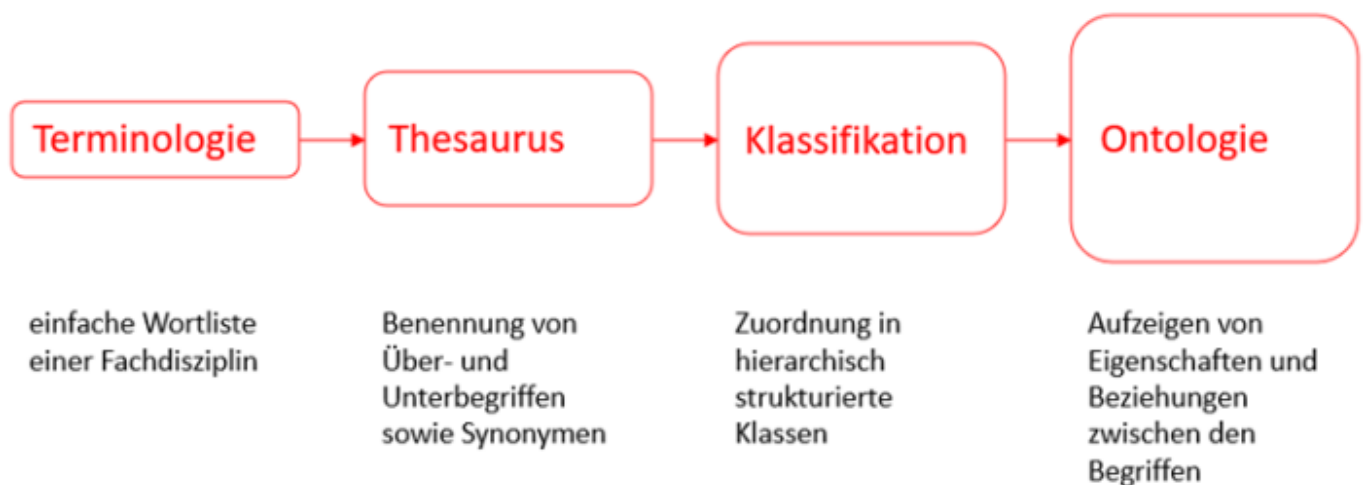 Terminologie
Thesaurus
Klassifikation
Ontologie
einfache Wortliste
einer Fachdisziplin
Benennung von
Über- und
Unterbegriffen
sowie Synonymen
Zuordnung in
hierarchisch
strukturierte
Klassen
Aufzeigen von
Eigenschaften und
Beziehungen
zwischen den
Begriffen